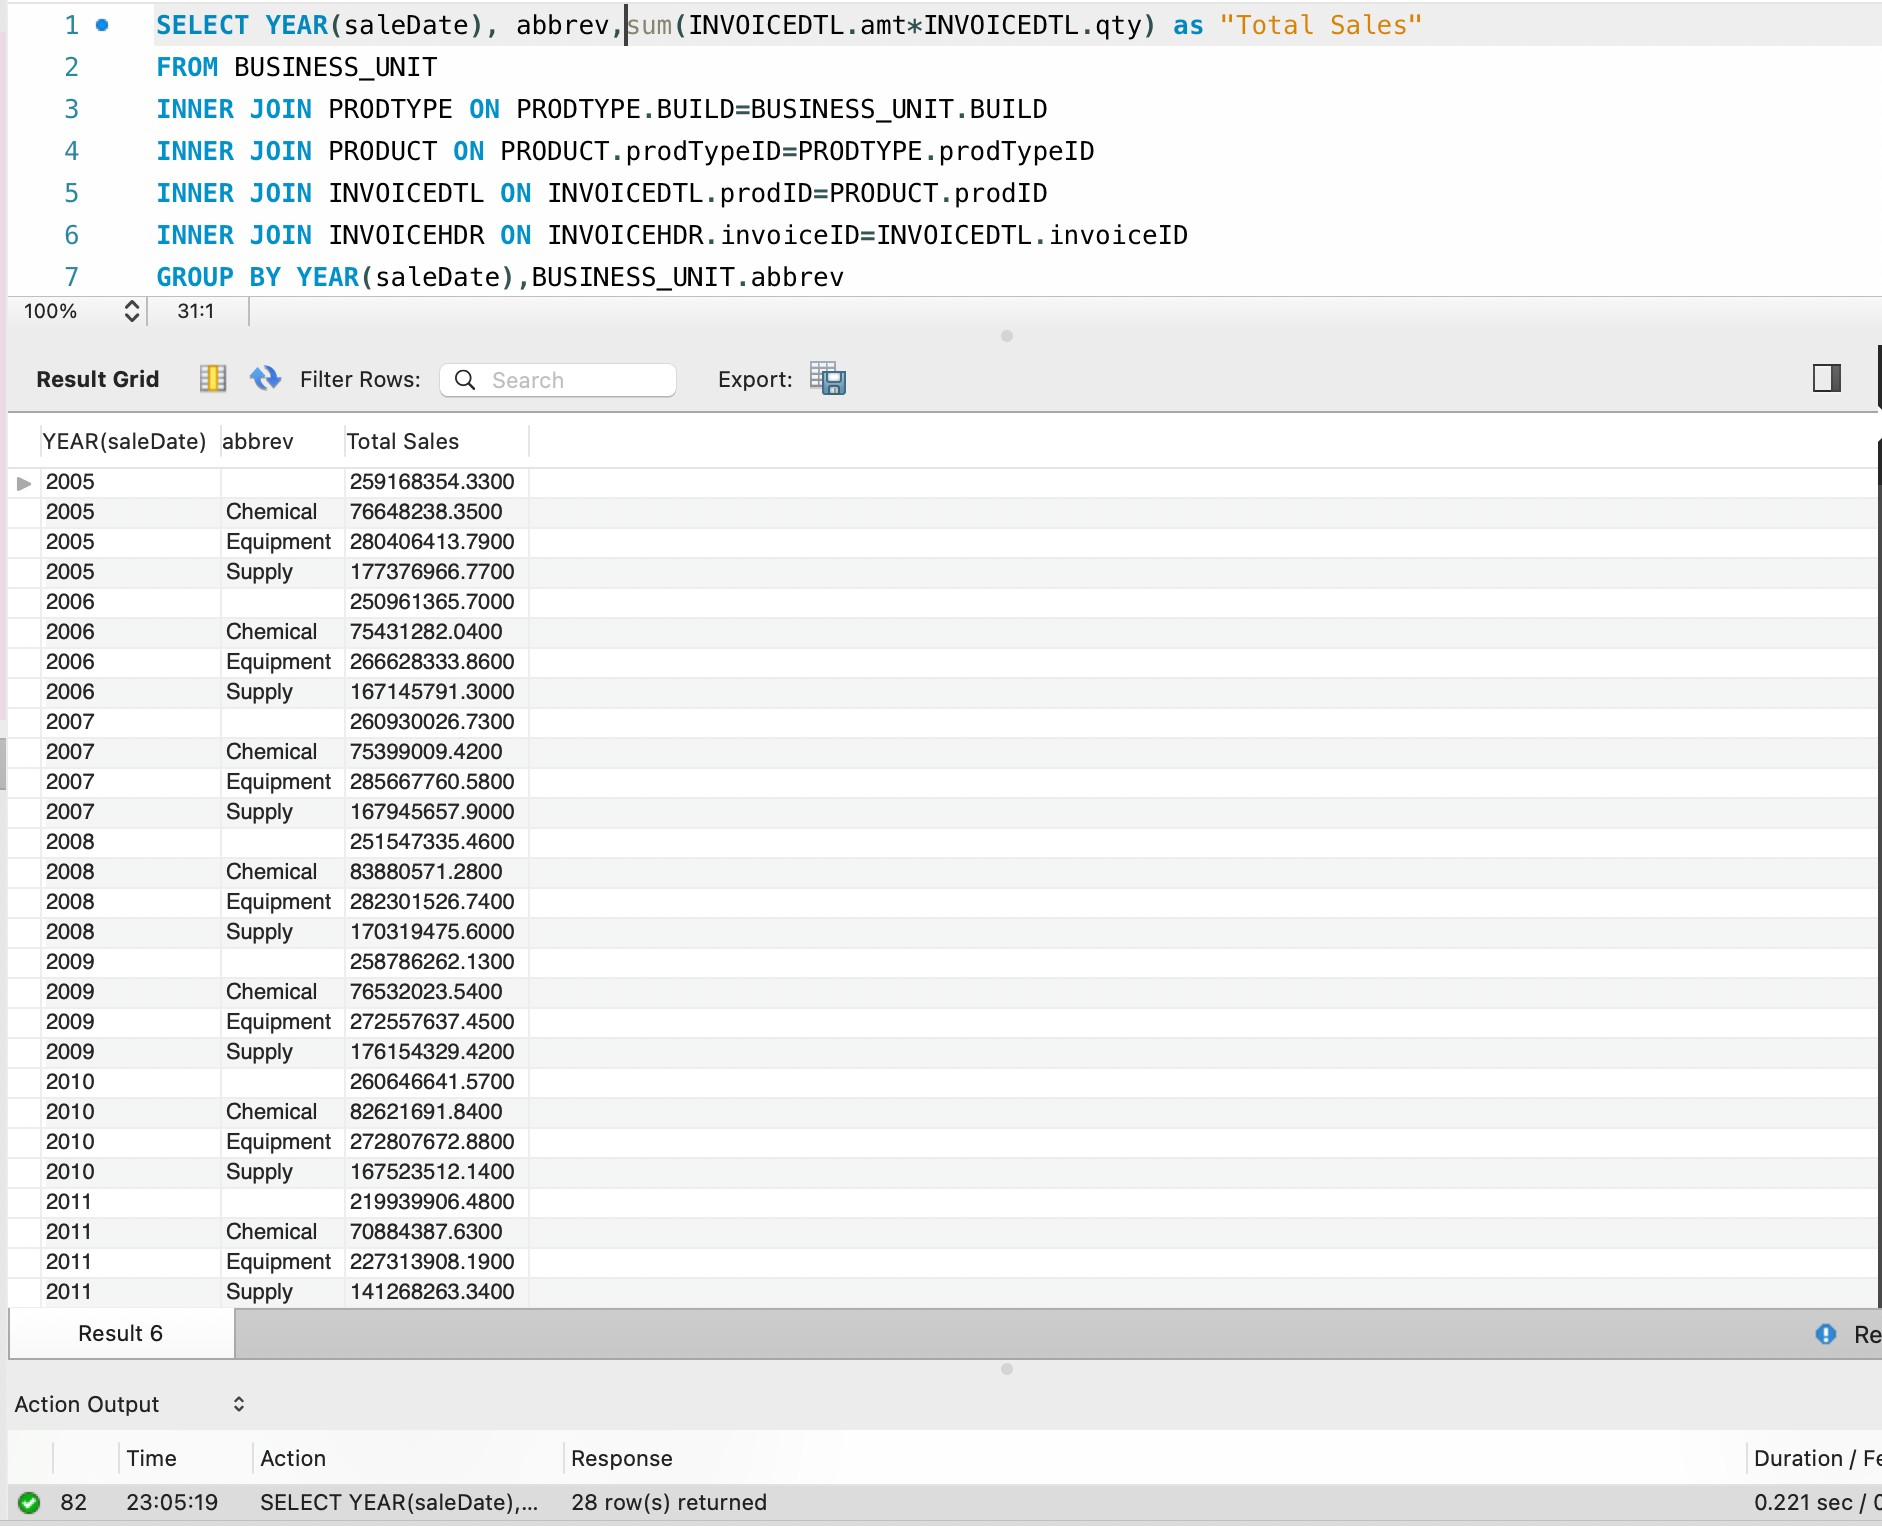 1 SELECT YEAR(saleDate), abbrev,sum(INVOICEDTL.amt*INVOICEDTL.qty) as "Total Sales"
2 FROM BUSINESS_UNIT
3 INNER JOIN PRODTYPE ON PRODTYPE.BUILD=BUSINESS_UNIT.BUILD
4 INNER JOIN PRODUCT ON PRODUCT.prodTypeID=PRODTYPE.prodTypeID
5 INNER JOIN INVOICEDTL ON INVOICEDTL.prodID=PRODUCT.prodID
6 INNER JOIN INVOICEHDR ON INVOICEHDR.invoiceID=INVOICEDTL.invoiceID
7 GROUP BY YEAR(saleDate),BUSINESS_UNIT.abbrev
100% 31:1
Result Grid Filter Rows: Search Export:
YEAR(saleDate) abbrev Total Sales
2005 259168354.3300
2005 Chemical 76648238.3500
2005 Equipment 280406413.7900
2005 Supply 177376966.7700
2006 250961365.7000
2006 Chemical 75431282.0400
2006 Equipment 266628333.8600
2006 Supply 167145791.3000
2007 260930026.7300
2007 Chemical 75399009.4200
2007 Equipment 285667760.5800
2007 Supply 167945657.9000
2008 251547335.4600
2008 Chemical 83880571.2800
2008 Equipment 282301526.7400
2008 Supply 170319475.6000
2009 258786262.1300
2009 Chemical 76532023.5400
2009 Equipment 272557637.4500
2009 Supply 176154329.4200
2010 260646641.5700
2010 Chemical 82621691.8400
2010 Equipment 272807672.8800
2010 Supply 167523512.1400
2011 219939906.4800
2011 Chemical 70884387.6300
2011 Equipment 227313908.1900
2011 Supply 141268263.3400
Result 6 Re
Action Output
Time Action Response Duration / Fe
82 23:05:19 SELECT YEAR(saleDate),... 28 row(s) returned 0.221 sec / 0